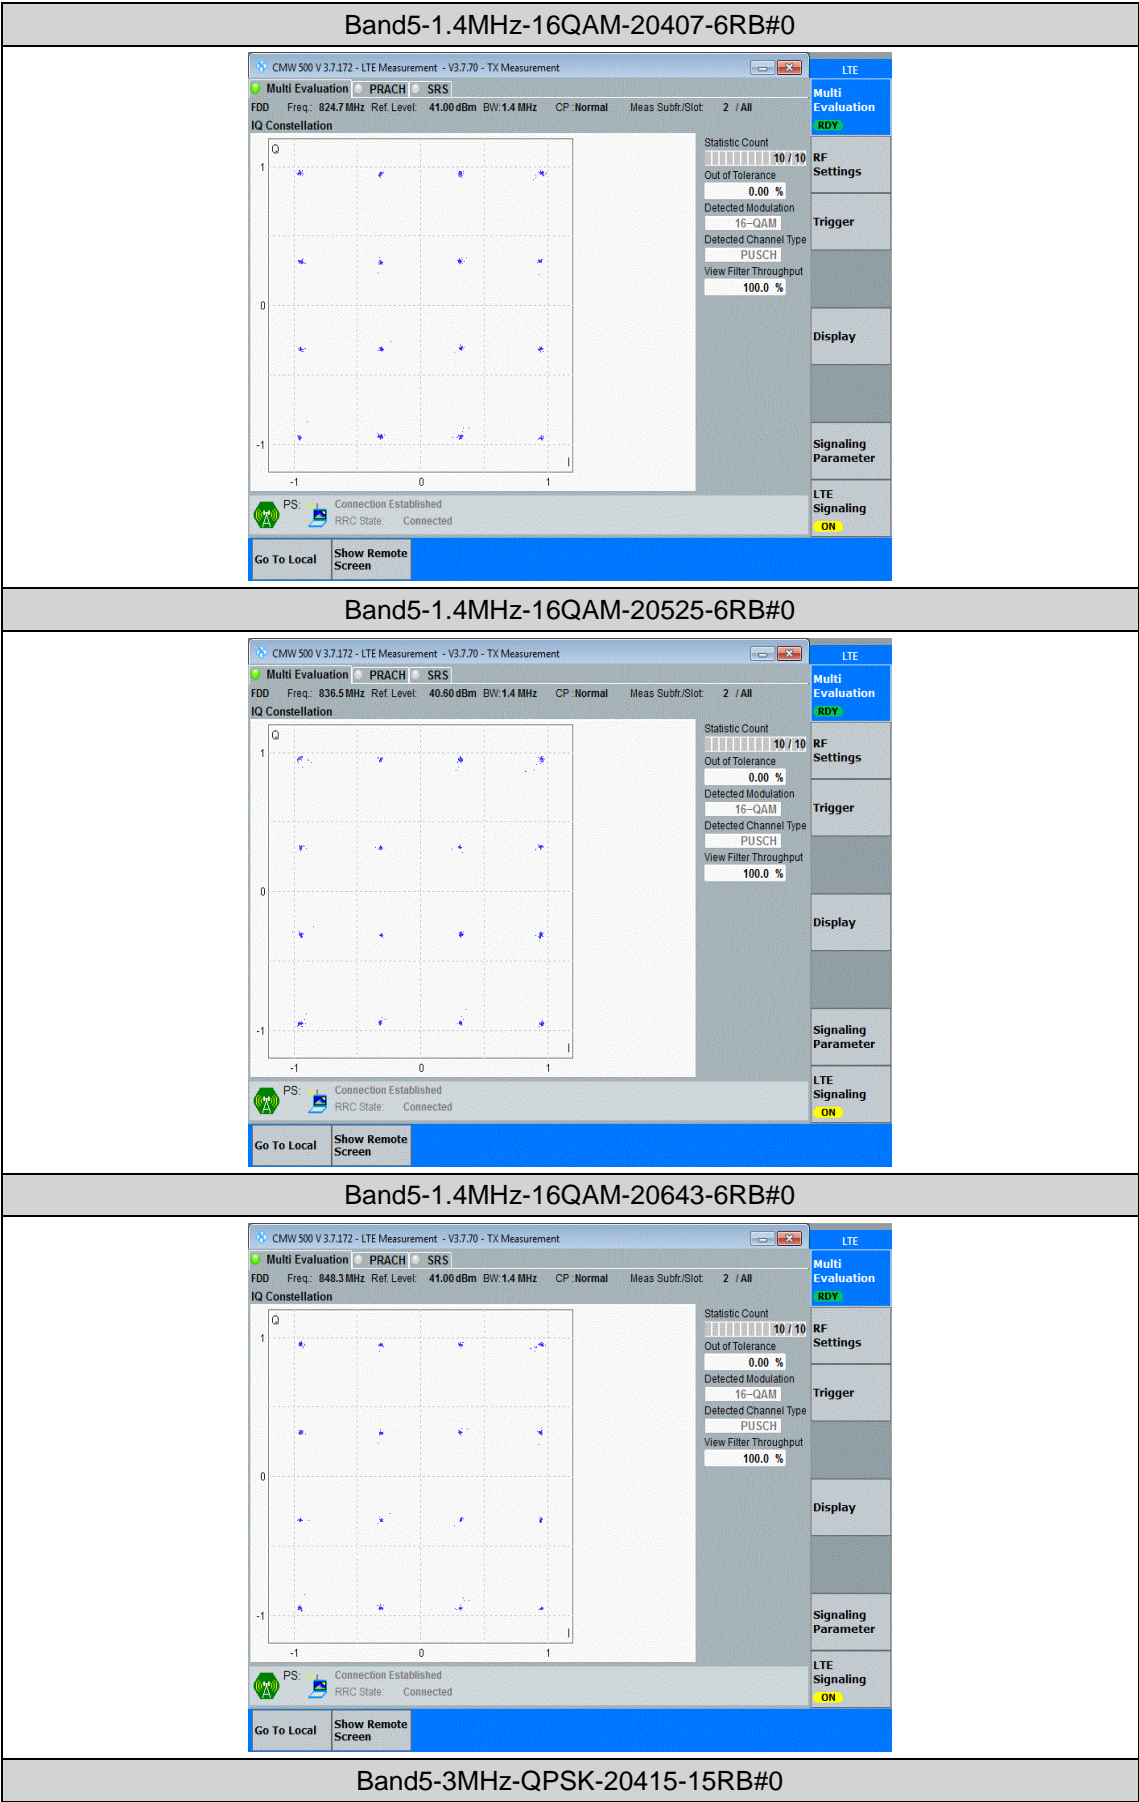 Band5-1.4MHz-16QAM-20407-6RB#0
CMW 500 V 3.7.172 - LTE Measurement - V3.7.70 - TX Measurement
LTE
Multi Evaluation PRACH SRS
Multi
Evaluation
RDY
FDD Freq.: 824.7 MHz Ref. Level: 41.00 dBm BW: 1.4 MHz CP : Normal Meas Subfr./Slot: 2 / All
IQ Constellation
Q
1
0
-1
-1 0 1
I
Statistic Count
10 / 10
Out of Tolerance
0.00 %
Detected Modulation
16-QAM
Detected Channel Type
PUSCH
View Filter Throughput
100.0 %
RF
Settings
Trigger
Display
Signaling
Parameter
LTE
Signaling
ON
PS: Connection Established
RRC State: Connected
Go To Local Show Remote
Screen
Band5-1.4MHz-16QAM-20525-6RB#0
CMW 500 V 3.7.172 - LTE Measurement - V3.7.70 - TX Measurement
LTE
Multi Evaluation PRACH SRS
Multi
Evaluation
RDY
FDD Freq.: 836.5 MHz Ref. Level: 40.60 dBm BW: 1.4 MHz CP : Normal Meas Subfr./Slot: 2 / All
IQ Constellation
Q
1
0
-1
-1 0 1
I
Statistic Count
10 / 10
Out of Tolerance
0.00 %
Detected Modulation
16-QAM
Detected Channel Type
PUSCH
View Filter Throughput
100.0 %
RF
Settings
Trigger
Display
Signaling
Parameter
LTE
Signaling
ON
PS: Connection Established
RRC State: Connected
Go To Local Show Remote
Screen
Band5-1.4MHz-16QAM-20643-6RB#0
CMW 500 V 3.7.172 - LTE Measurement - V3.7.70 - TX Measurement
LTE
Multi Evaluation PRACH SRS
Multi
Evaluation
RDY
FDD Freq.: 848.3 MHz Ref. Level: 41.00 dBm BW: 1.4 MHz CP : Normal Meas Subfr./Slot: 2 / All
IQ Constellation
Q
1
0
-1
-1 0 1
I
Statistic Count
10 / 10
Out of Tolerance
0.00 %
Detected Modulation
16-QAM
Detected Channel Type
PUSCH
View Filter Throughput
100.0 %
RF
Settings
Trigger
Display
Signaling
Parameter
LTE
Signaling
ON
PS: Connection Established
RRC State: Connected
Go To Local Show Remote
Screen
Band5-3MHz-QPSK-20415-15RB#0